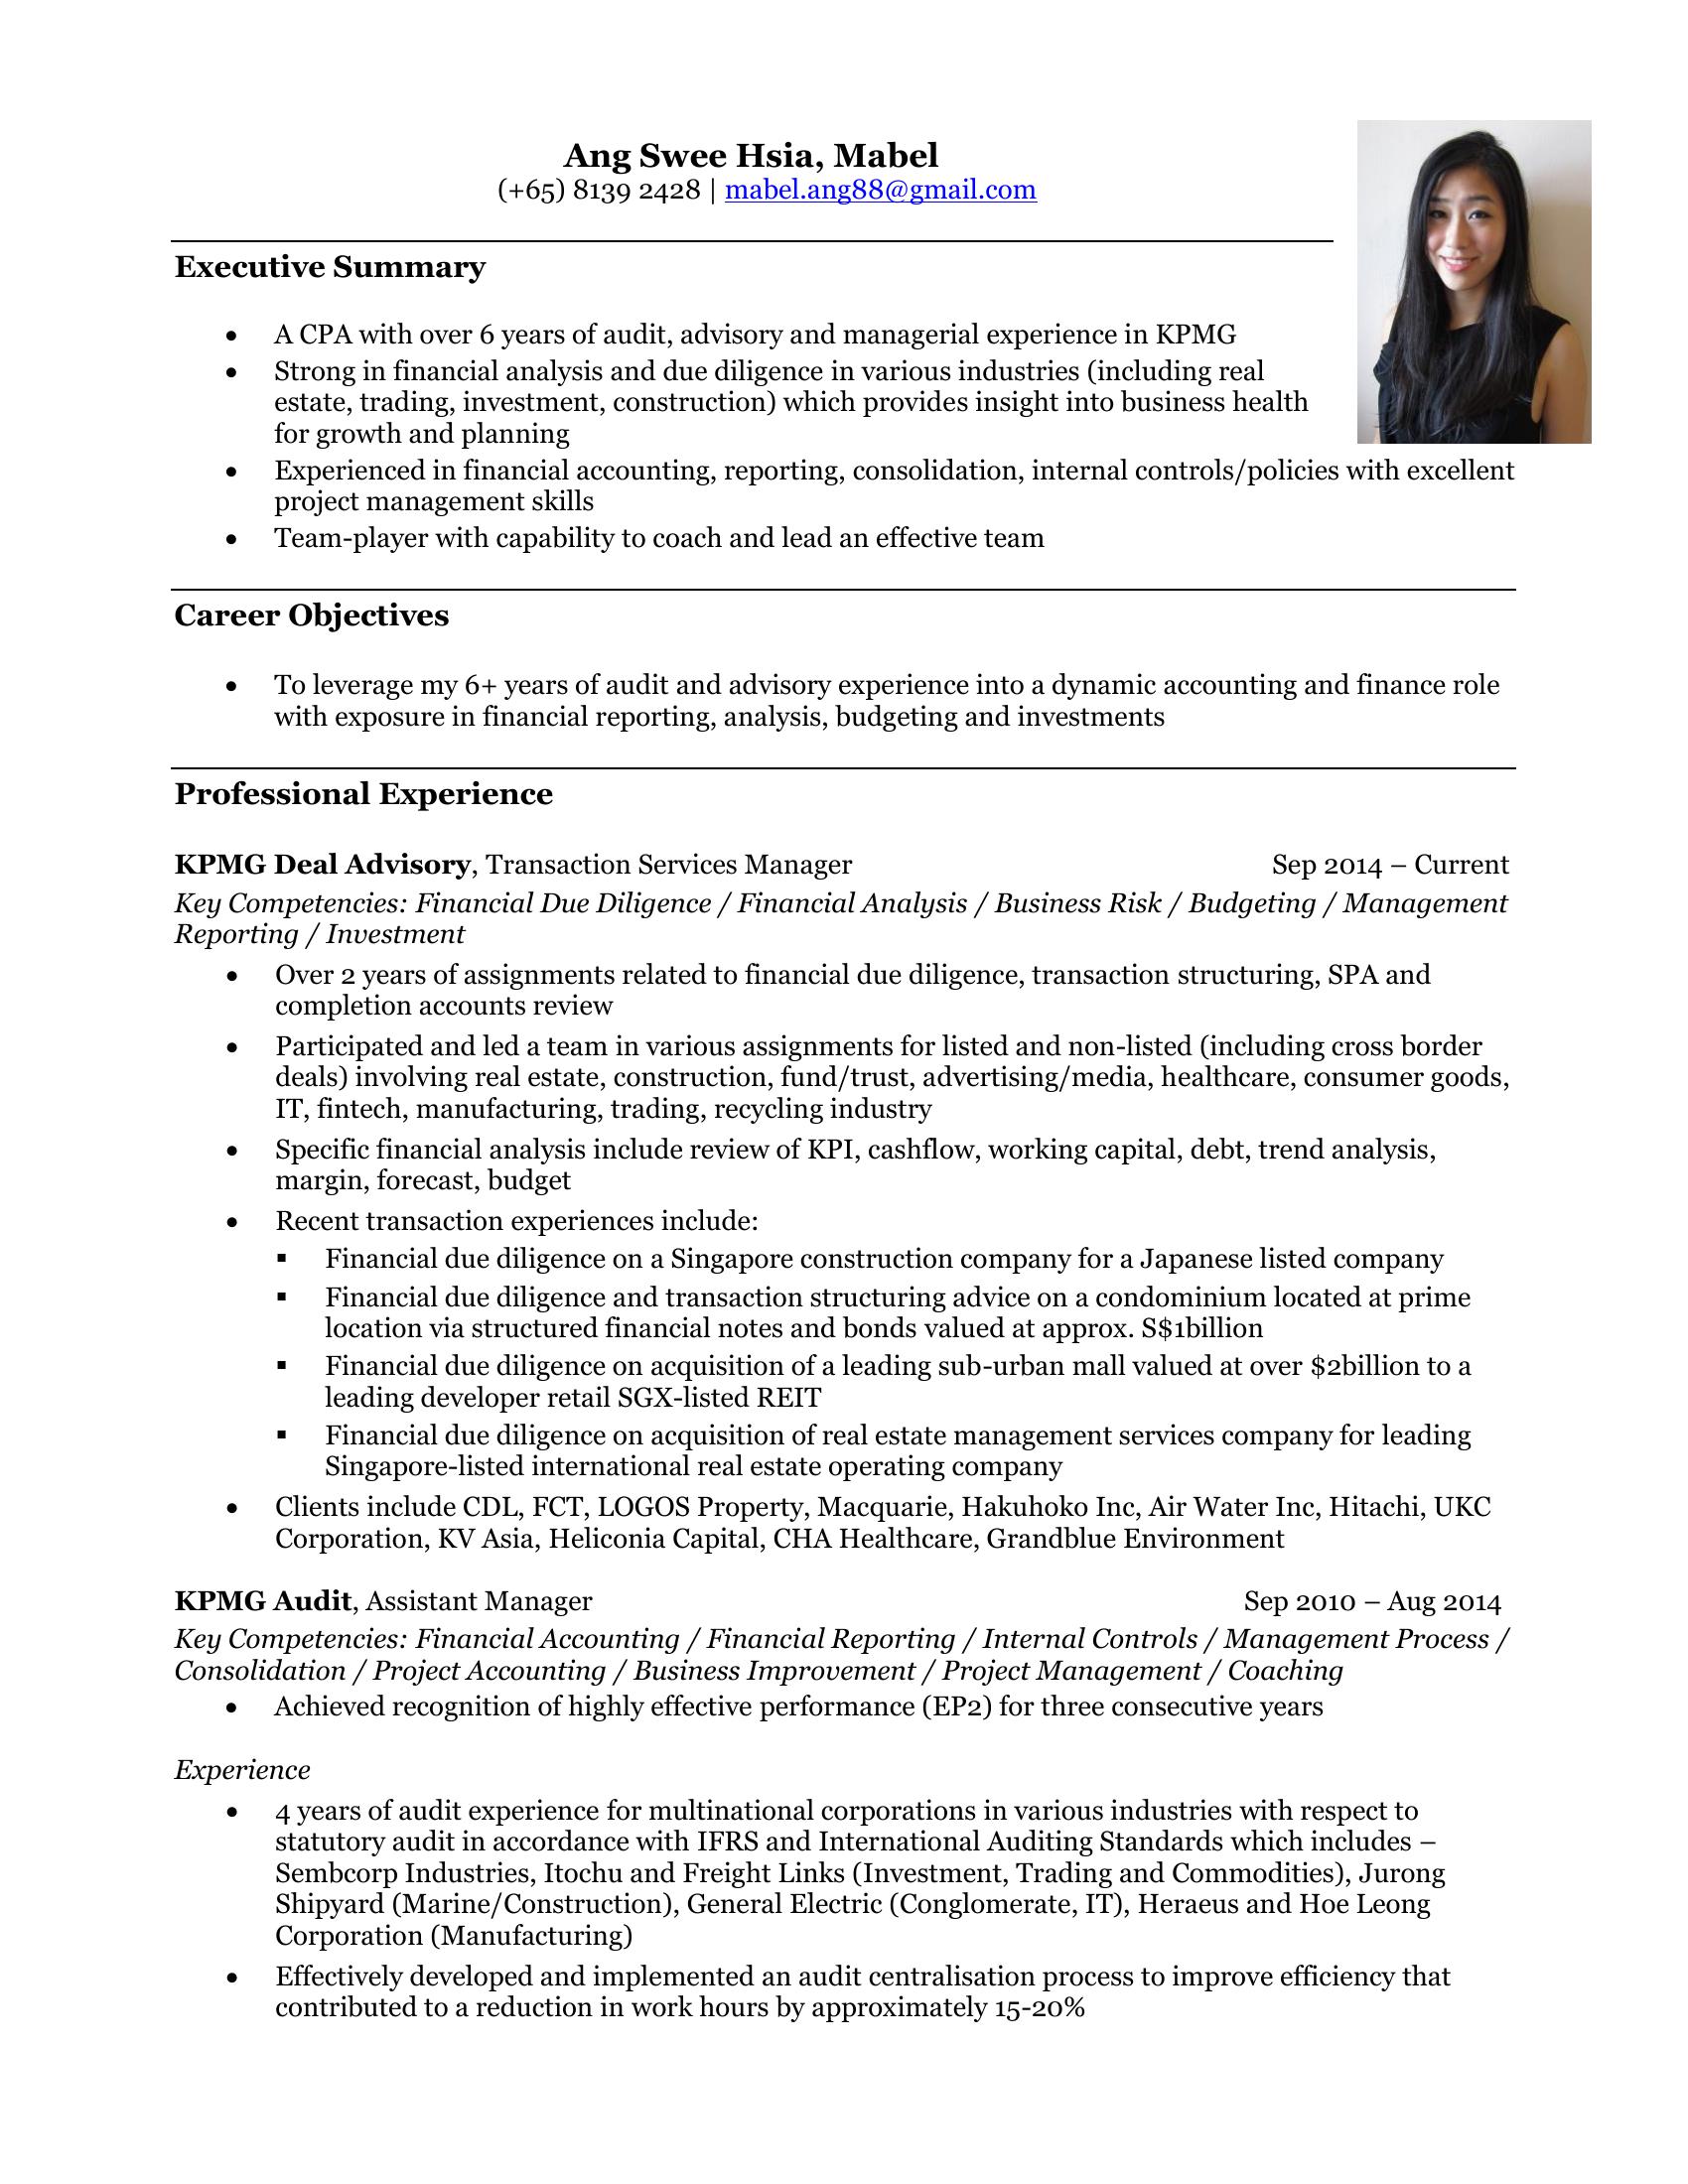 Ang Swee Hsia, Mabel
(+65) 8139 2428 | mabel.ang88@gmail.com
Executive Summary
• A CPA with over 6 years of audit, advisory and managerial experience in KPMG
• Strong in financial analysis and due diligence in various industries (including real
estate, trading, investment, construction) which provides insight into business health
for growth and planning
• Experienced in financial accounting, reporting, consolidation, internal controls/policies with excellent
project management skills
• Team-player with capability to coach and lead an effective team
Career Objectives
• To leverage my 6+ years of audit and advisory experience into a dynamic accounting and finance role
with exposure in financial reporting, analysis, budgeting and investments
Professional Experience
KPMG Deal Advisory, Transaction Services Manager Sep 2014 – Current
Key Competencies: Financial Due Diligence / Financial Analysis / Business Risk / Budgeting / Management
Reporting / Investment
• Over 2 years of assignments related to financial due diligence, transaction structuring, SPA and
completion accounts review
• Participated and led a team in various assignments for listed and non-listed (including cross border
deals) involving real estate, construction, fund/trust, advertising/media, healthcare, consumer goods,
IT, fintech, manufacturing, trading, recycling industry
• Specific financial analysis include review of KPI, cashflow, working capital, debt, trend analysis,
margin, forecast, budget
• Recent transaction experiences include:
▪ Financial due diligence on a Singapore construction company for a Japanese listed company
▪ Financial due diligence and transaction structuring advice on a condominium located at prime
location via structured financial notes and bonds valued at approx. S$1billion
▪ Financial due diligence on acquisition of a leading sub-urban mall valued at over $2billion to a
leading developer retail SGX-listed REIT
▪ Financial due diligence on acquisition of real estate management services company for leading
Singapore-listed international real estate operating company
• Clients include CDL, FCT, LOGOS Property, Macquarie, Hakuhoko Inc, Air Water Inc, Hitachi, UKC
Corporation, KV Asia, Heliconia Capital, CHA Healthcare, Grandblue Environment
KPMG Audit, Assistant Manager Sep 2010 – Aug 2014
Key Competencies: Financial Accounting / Financial Reporting / Internal Controls / Management Process /
Consolidation / Project Accounting / Business Improvement / Project Management / Coaching
• Achieved recognition of highly effective performance (EP2) for three consecutive years
Experience
• 4 years of audit experience for multinational corporations in various industries with respect to
statutory audit in accordance with IFRS and International Auditing Standards which includes –
Sembcorp Industries, Itochu and Freight Links (Investment, Trading and Commodities), Jurong
Shipyard (Marine/Construction), General Electric (Conglomerate, IT), Heraeus and Hoe Leong
Corporation (Manufacturing)
• Effectively developed and implemented an audit centralisation process to improve efficiency that
contributed to a reduction in work hours by approximately 15-20%